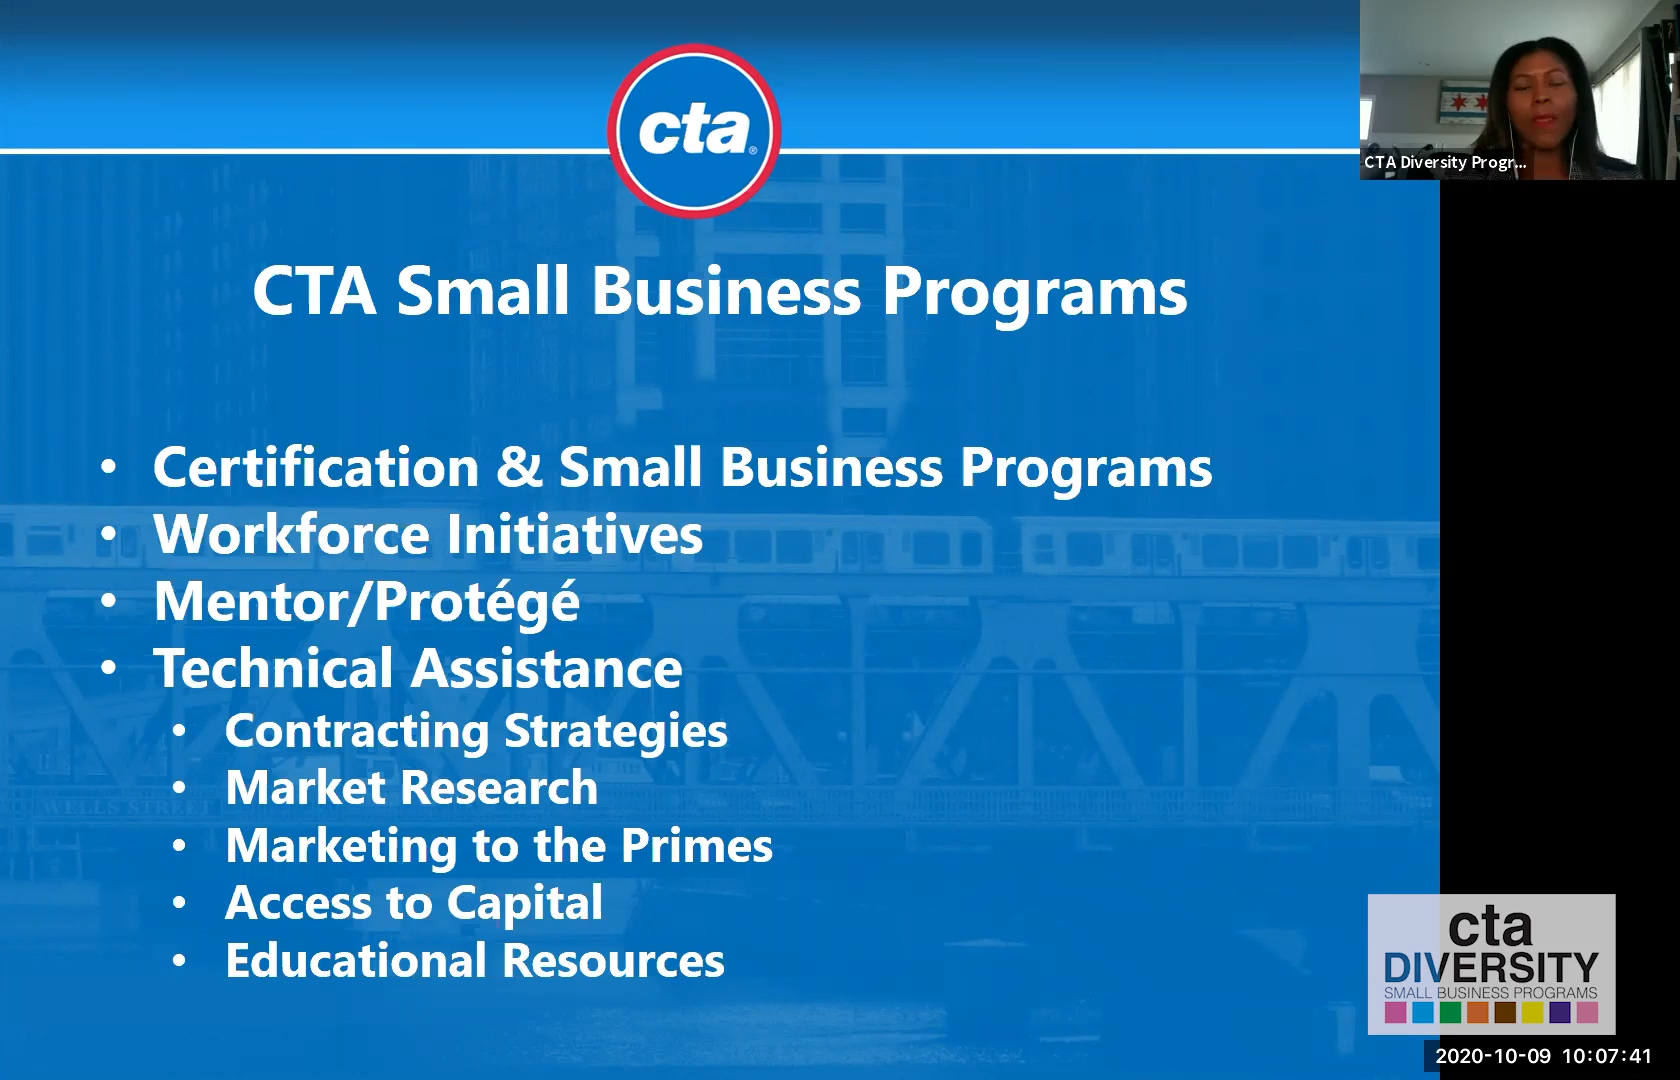 cta®
CTA Diversity Progr...
CTA Small Business Programs
• Certification & Small Business Programs
• Workforce Initiatives
• Mentor/Protégé
• Technical Assistance
• Contracting Strategies
• Market Research
• Marketing to the Primes
• Access to Capital
• Educational Resources
WELLS STREET
cta
DIVERSITY
SMALL BUSINESS PROGRAMS
2020-10-09 10:07:41